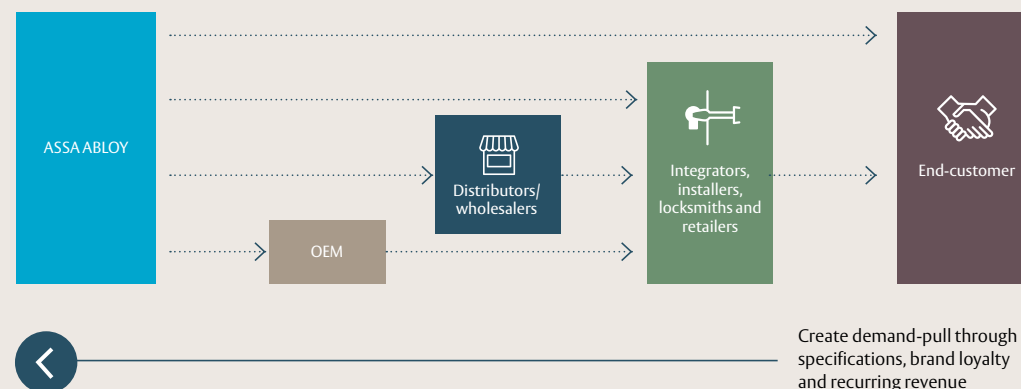 ASSA ABLOY
Distributors/
wholesalers
OEM
Integrators,
installers,
locksmiths and
retailers
End-customer
Create demand-pull through
specifications, brand loyalty
and recurring revenue